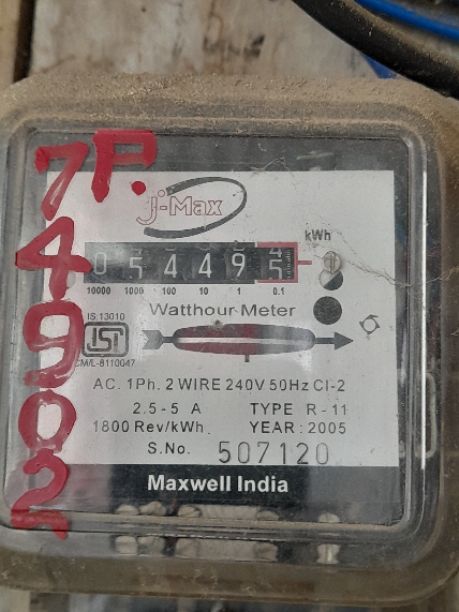 7P.
4
9
0
2
j-Max
kWh
0 5 4 4 9 5
10000 1000 100 10 1 0.1
Watthour Meter
IS:13010
ISI
CM/L-8110047
AC. 1Ph. 2 WIRE 240V 50Hz Cl-2
2.5-5 A TYPE R-11
1800 Rev/kWh YEAR: 2005
S.No. 507120
Maxwell India